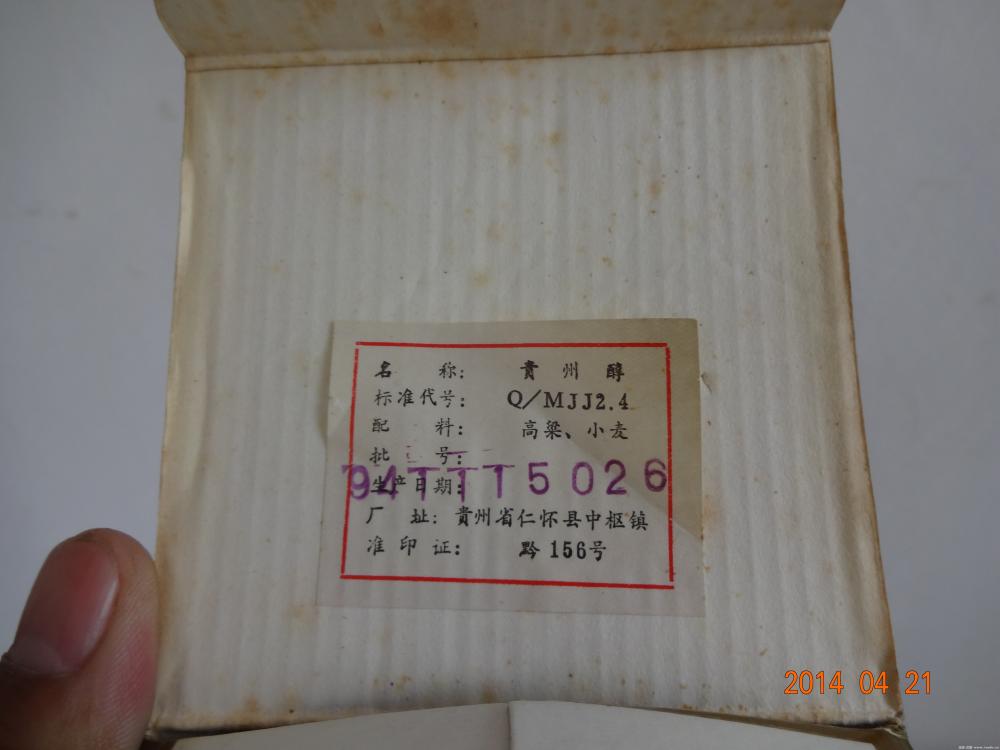 名 称: 贵州醇
标准代号: Q/MJJ2.4
配 料: 高梁、小麦
批 号:
生产日期:
94TTT5026
厂 址: 贵州省仁怀县中枢镇
准印证: 黔156号
2014 04 21